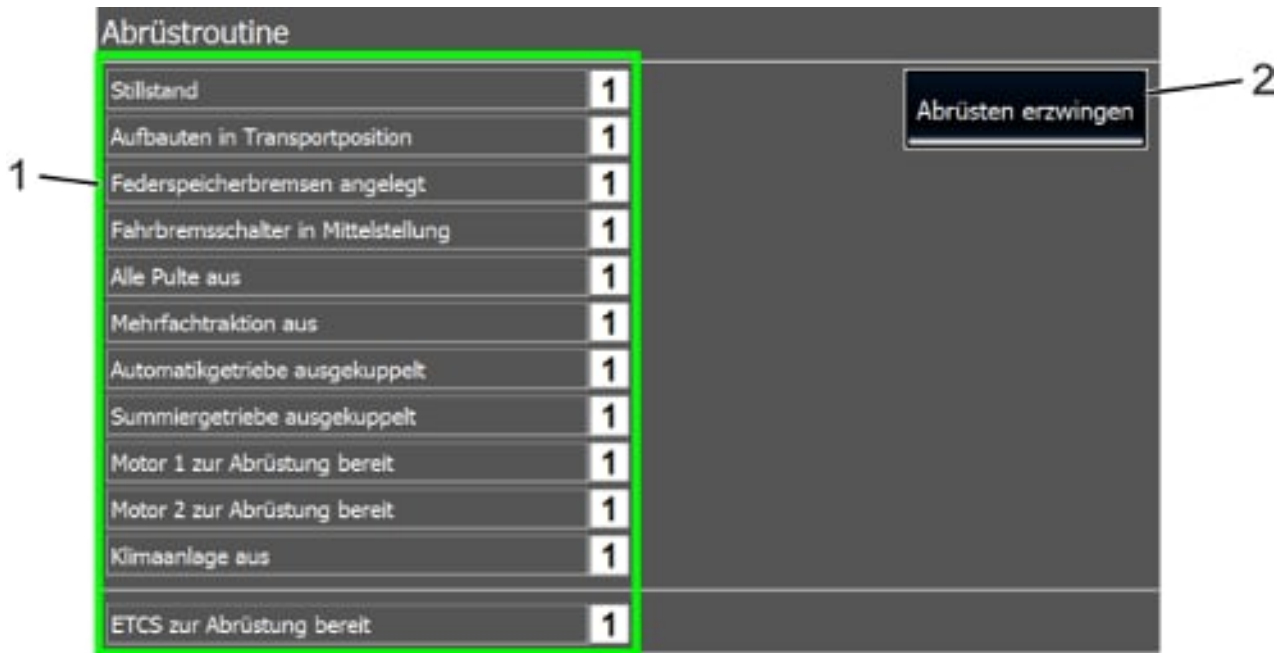 Abrüstroutine
Stillstand 1
Aufbauten in Transportposition 1
Federspeicherbremsen angelegt 1
Fahrbremsschalter in Mittelstellung 1
Alle Pulte aus 1
Mehrfachtraktion aus 1
Automatikgetriebe ausgekuppelt 1
Summiergetriebe ausgekuppelt 1
Motor 1 zur Abrüstung bereit 1
Motor 2 zur Abrüstung bereit 1
Klimaanlage aus 1
ETCS zur Abrüstung bereit 1
Abrüsten erzwingen
1
2